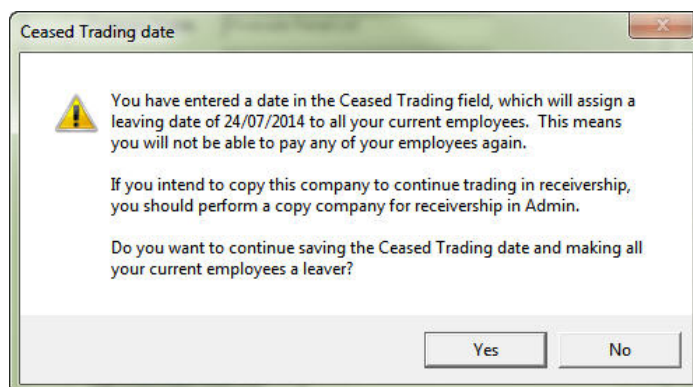 Ceased Trading date
You have entered a date in the Ceased Trading field, which will assign a
leaving date of 24/07/2014 to all your current employees. This means
you will not be able to pay any of your employees again.
If you intend to copy this company to continue trading in receivership,
you should perform a copy company for receivership in Admin.
Do you want to continue saving the Ceased Trading date and making all
your current employees a leaver?
Yes No